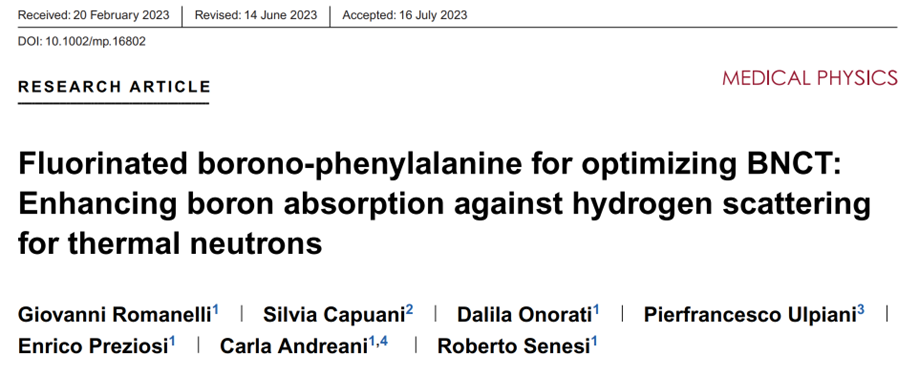 Received: 20 February 2023 | Revised: 14 June 2023 | Accepted: 16 July 2023
DOI: 10.1002/mp.16802
RESEARCH ARTICLE
MEDICAL PHYSICS
Fluorinated borono-phenylalanine for optimizing BNCT:
Enhancing boron absorption against hydrogen scattering
for thermal neutrons
Giovanni Romanelli1 | Silvia Capuani2 | Dalila Onorati1 | Pierfrancesco Ulpiani3 |
Enrico Preziosi1 | Carla Andreani1,4 | Roberto Senesi1